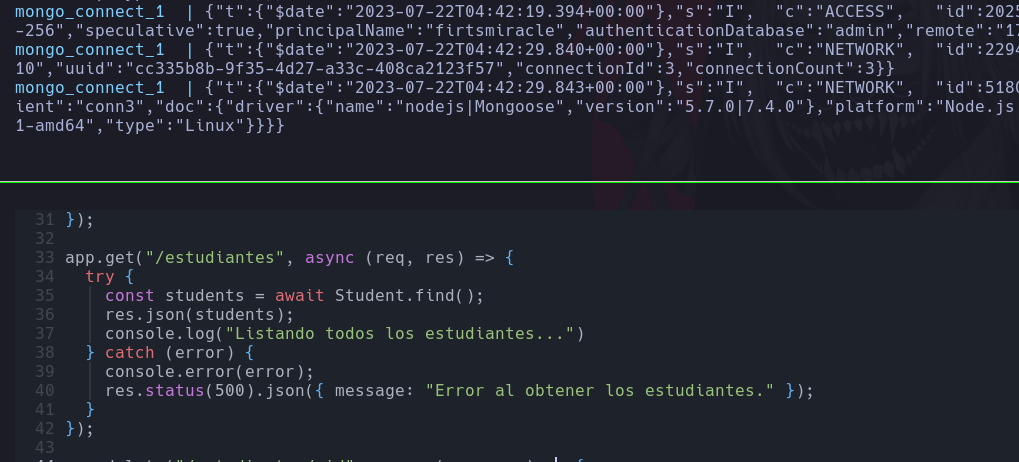 mongo_connect_1  | {"t":{"$date":"2023-07-22T04:42:19.394+00:00"},"s":"I",  "c":"ACCESS",   "id":2025
-256","speculative":true,"principalName":"firtsmiracle","authenticationDatabase":"admin","remote":"17
mongo_connect_1  | {"t":{"$date":"2023-07-22T04:42:29.840+00:00"},"s":"I",  "c":"NETWORK",  "id":2294
10","uuid":"cc335b8b-9f35-4d27-a33c-408ca2123f57","connectionId":3,"connectionCount":3}}
mongo_connect_1  | {"t":{"$date":"2023-07-22T04:42:29.843+00:00"},"s":"I",  "c":"NETWORK",  "id":5180
ient":"conn3","doc":{"driver":{"name":"nodejs|Mongoose","version":"5.7.0|7.4.0"},"platform":"Node.js
1-amd64","type":"Linux"}}}}
31 });
32
33 app.get("/estudiantes", async (req, res) => {
34   try {
35     const students = await Student.find();
36     res.json(students);
37     console.log("Listando todos los estudiantes...")
38   } catch (error) {
39     console.error(error);
40     res.status(500).json({ message: "Error al obtener los estudiantes." });
41   }
42 });
43